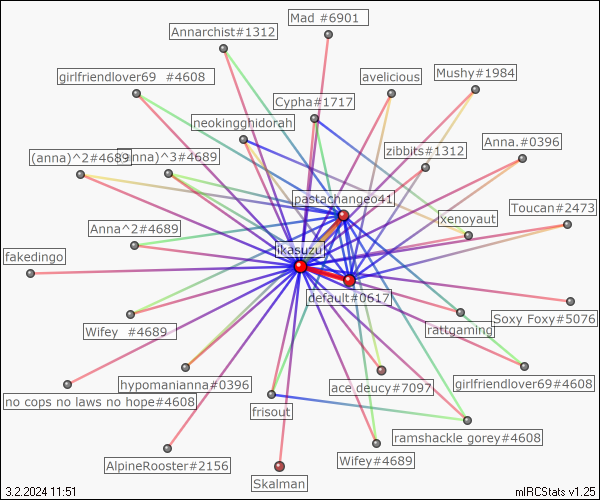 Mad #6901
Annarchist#1312
girlfriendlover69 #4608
avelicious
Mushy#1984
Cypha#1717
neokingghidorah
(anna)^2#4689
anna)^3#4689
zibbits#1312
Anna.#0396
pastachangeo41
xenoyaut
Toucan#2473
Anna^2#4689
ikasuzu
fakedingo
default#0617
Soxy Foxy#5076
Wifey #4689
rattgaming
hypomanianna#0396
ace_deucy#7097
girlfriendlover69#4608
no cops no laws no hope#4608
frisout
ramshackle gorey#4608
AlpineRooster#2156
Wifey#4689
Skalman
3.2.2024 11:51
mIRCStats v1.25